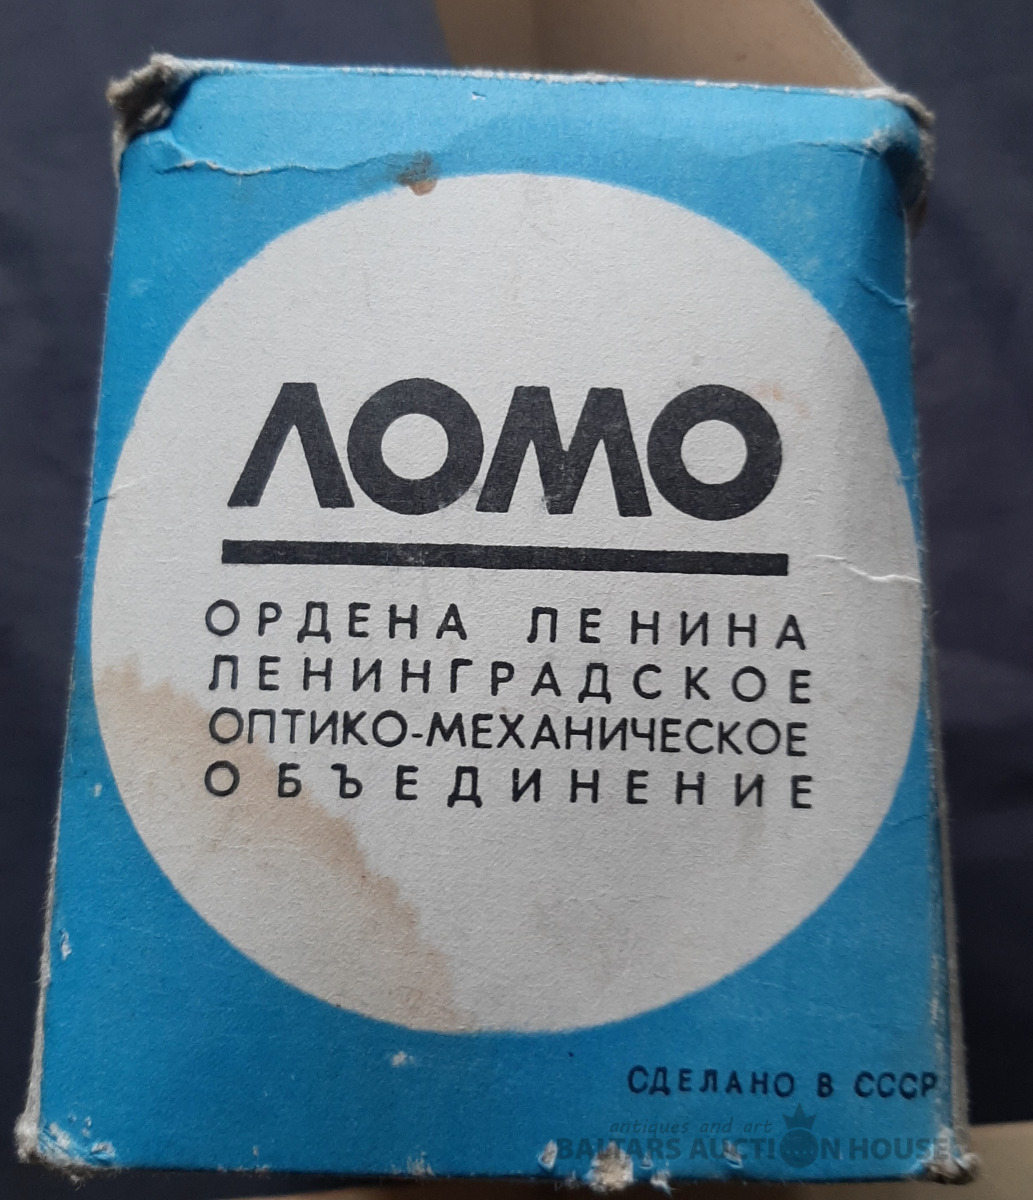 ЛОМО
ОРДЕНА ЛЕНИНА
ЛЕНИНГРАДСКОЕ
ОПТИКО-МЕХАНИЧЕСКОЕ
ОБЪЕДИНЕНИЕ
СДЕЛАНО В СССР
antiques and art
BALTARS AUCTION HOUSE